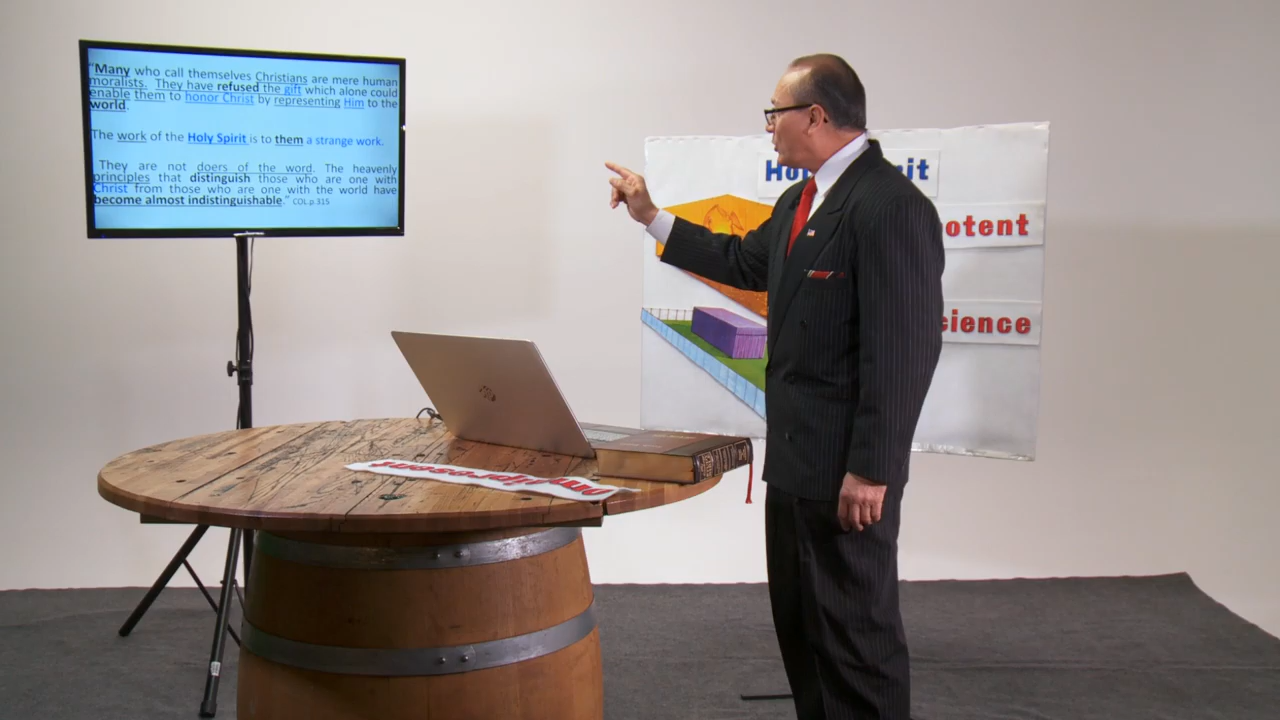 "Many who call themselves Christians are mere human
moralists. They have refused the gift which alone could
enable them to honor Christ by representing Him to the
world.
The work of the Holy Spirit is to them a strange work.
They are not doers of the word. The heavenly
principles that distinguish those who are one with
Christ from those who are one with the world have
become almost indistinguishable." COL p.315
Ho it
otent
cience
omnipresent